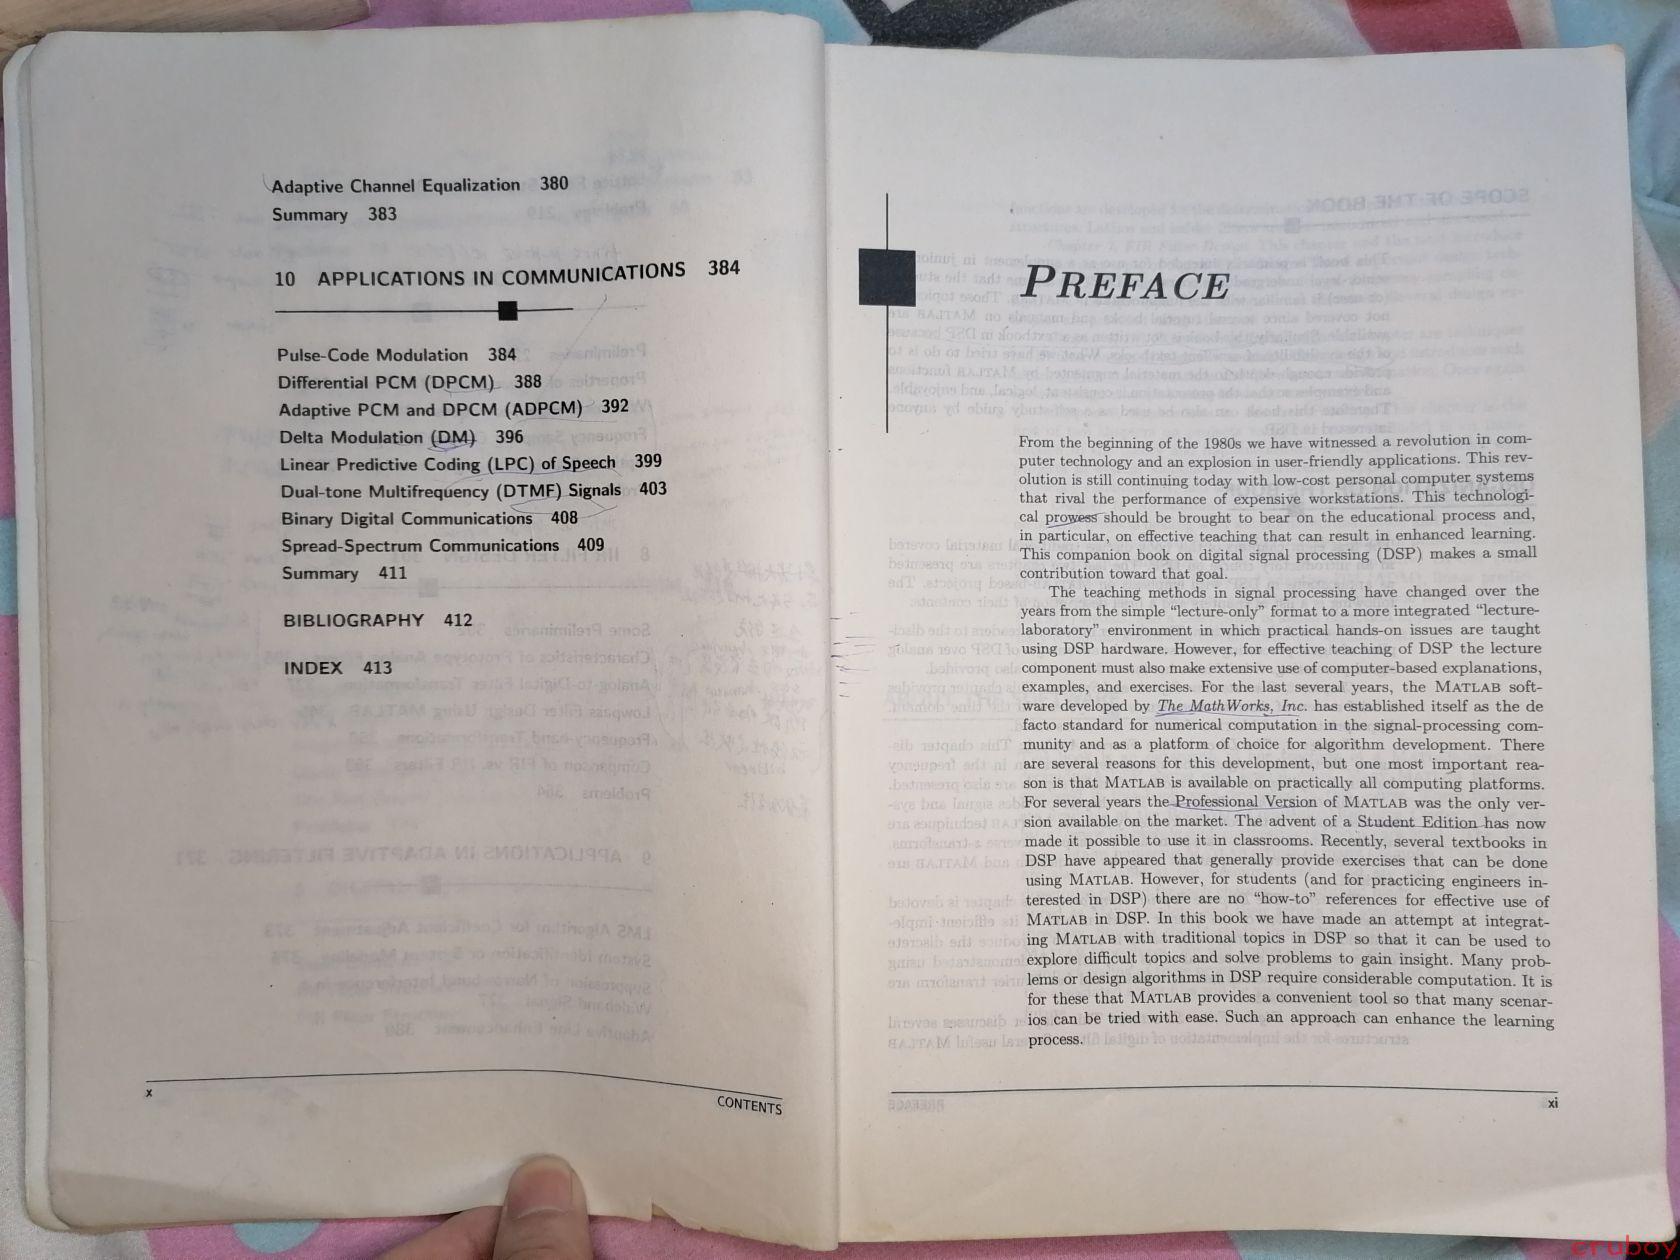 Adaptive Channel Equalization 380
Summary 383
10 APPLICATIONS IN COMMUNICATIONS 384
Pulse-Code Modulation 384
Differential PCM (DPCM) 388
Adaptive PCM and DPCM (ADPCM) 392
Delta Modulation (DM) 396
Linear Predictive Coding (LPC) of Speech 399
Dual-tone Multifrequency (DTMF) Signals 403
Binary Digital Communications 408
Spread-Spectrum Communications 409
Summary 411
BIBLIOGRAPHY 412
INDEX 413
x
CONTENTS
PREFACE
From the beginning of the 1980s we have witnessed a revolution in com-
puter technology and an explosion in user-friendly applications. This rev-
olution is still continuing today with low-cost personal computer systems
that rival the performance of expensive workstations. This technologi-
cal prowess should be brought to bear on the educational process and,
in particular, on effective teaching that can result in enhanced learning.
This companion book on digital signal processing (DSP) makes a small
contribution toward that goal.
The teaching methods in signal processing have changed over the
years from the simple “lecture-only” format to a more integrated “lecture-
laboratory” environment in which practical hands-on issues are taught
using DSP hardware. However, for effective teaching of DSP the lecture
component must also make extensive use of computer-based explanations,
examples, and exercises. For the last several years, the MATLAB soft-
ware developed by The MathWorks, Inc. has established itself as the de
facto standard for numerical computation in the signal-processing com-
munity and as a platform of choice for algorithm development. There
are several reasons for this development, but one most important rea-
son is that MATLAB is available on practically all computing platforms.
For several years the Professional Version of MATLAB was the only ver-
sion available on the market. The advent of a Student Edition has now
made it possible to use it in classrooms. Recently, several textbooks in
DSP have appeared that generally provide exercises that can be done
using MATLAB. However, for students (and for practicing engineers in-
terested in DSP) there are no “how-to” references for effective use of
MATLAB in DSP. In this book we have made an attempt at integrat-
ing MATLAB with traditional topics in DSP so that it can be used to
explore difficult topics and solve problems to gain insight. Many prob-
lems or design algorithms in DSP require considerable computation. It is
for these that MATLAB provides a convenient tool so that many scenar-
ios can be tried with ease. Such an approach can enhance the learning
process.
xi
cruboy